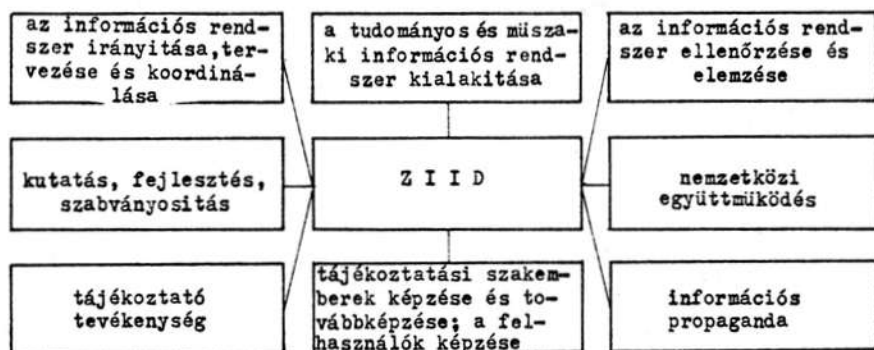 az információs rend-
szer irányitása,ter-
vezése és koordiná-
lása
a tudományos és müsza-
ki információs rend-
szer kialakitása
az információs rend-
szer ellenőrzése és
elemzése
kutatás, fejlesztés,
szabványositás
Z I I D
nemzetközi
együttmüködés
tájékoztató
tevékenység
tájékoztatási szakem-
berek képzése és to-
vábbképzése; a fel-
használók képzése
információs
propaganda